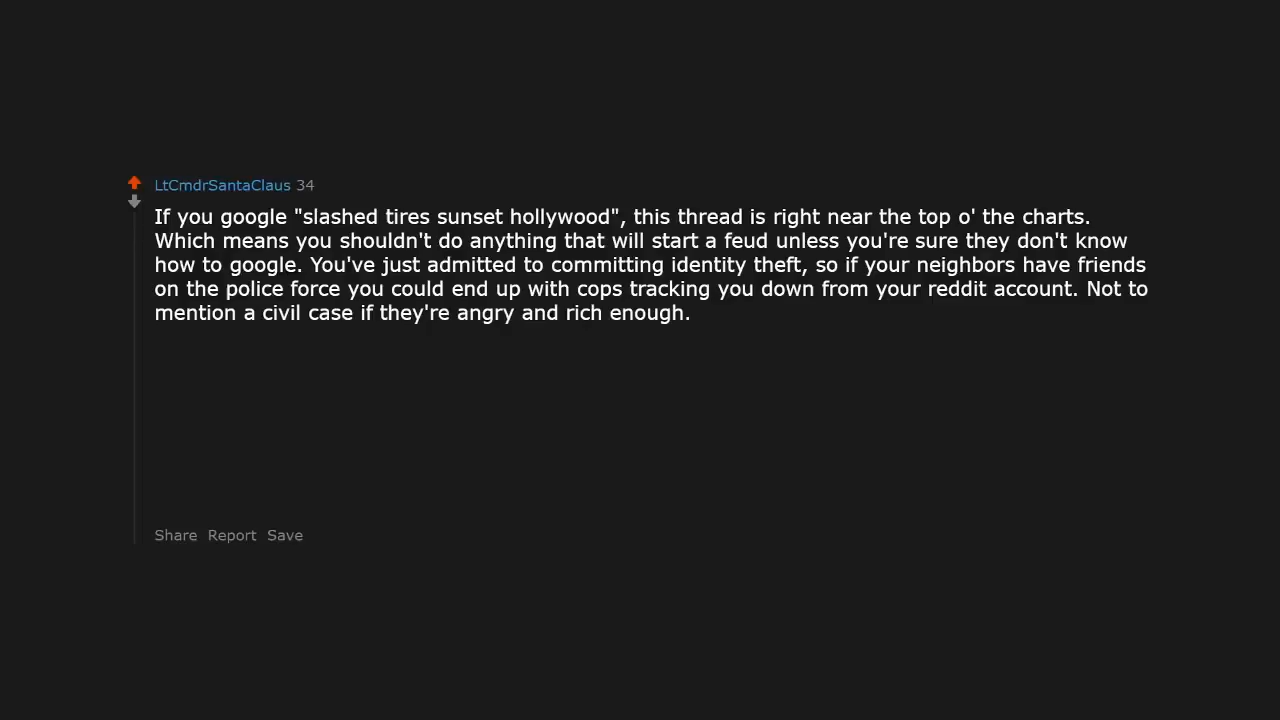 LtCmdrSantaClaus 34
If you google "slashed tires sunset hollywood", this thread is right near the top o' the charts.
Which means you shouldn't do anything that will start a feud unless you're sure they don't know
how to google. You've just admitted to committing identity theft, so if your neighbors have friends
on the police force you could end up with cops tracking you down from your reddit account. Not to
mention a civil case if they're angry and rich enough.
Share Report Save